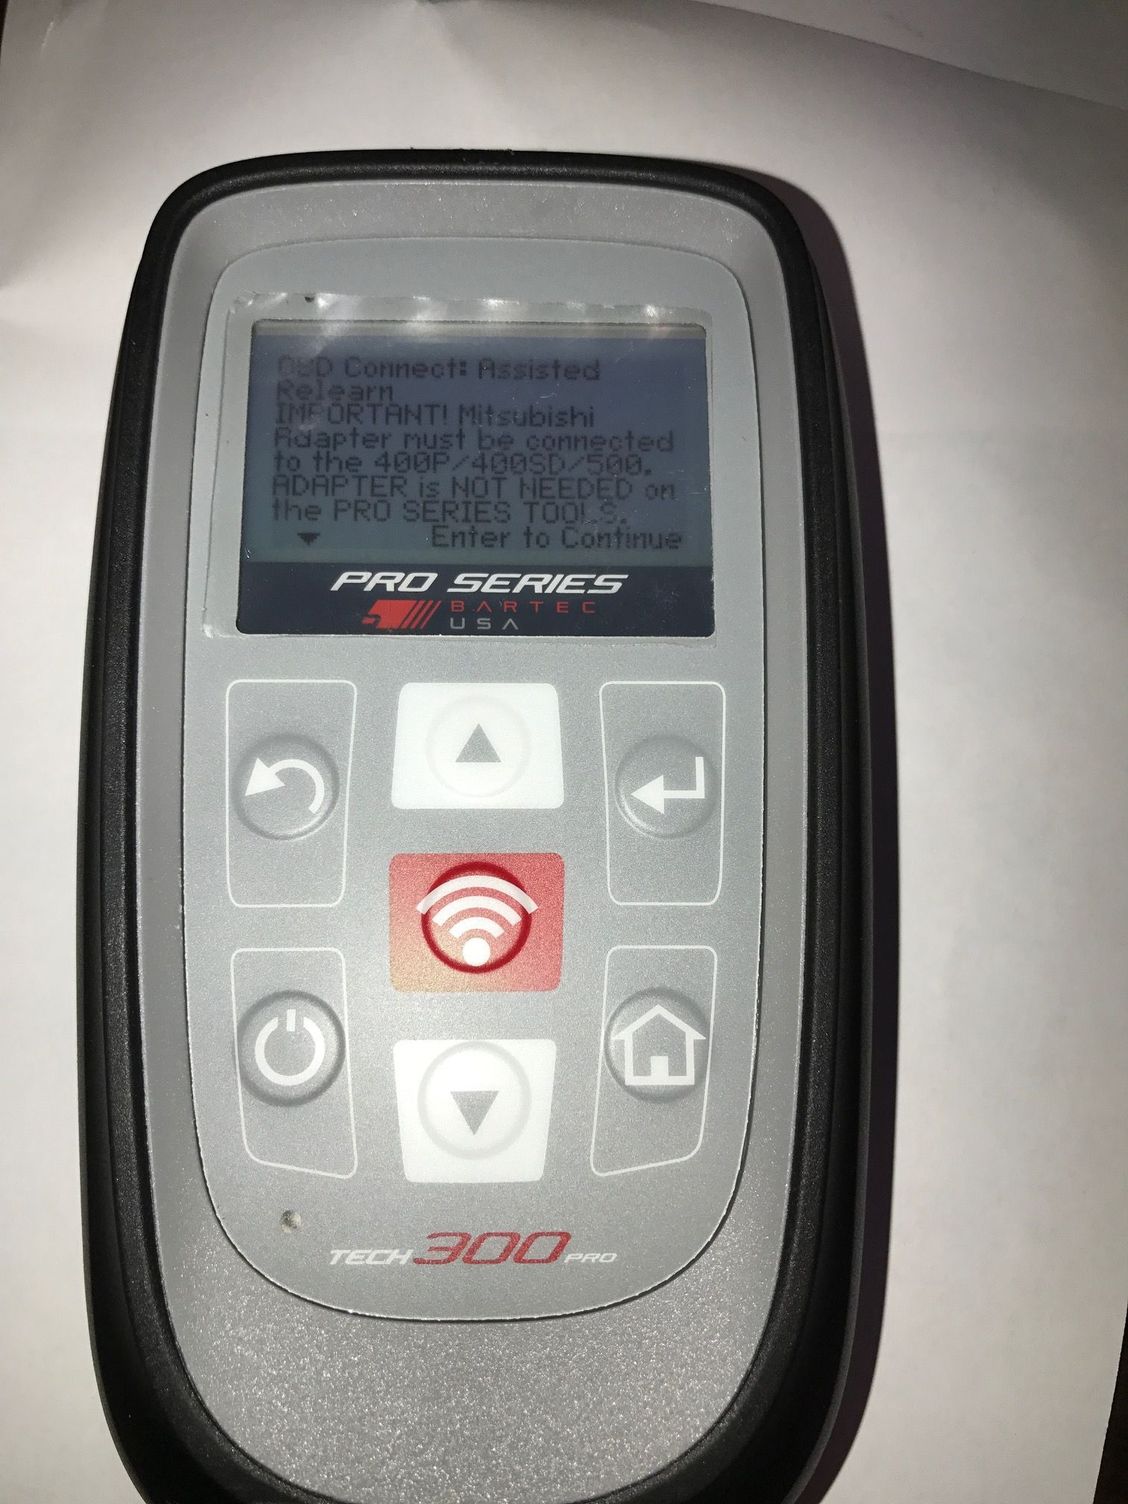 OBD Connect: Assisted
Relearn
IMPORTANT! Mitsubishi
Adapter must be connected
to the 400P/400SD/500.
ADAPTER is NOT NEEDED on
the PRO SERIES TOOLS.
Enter to Continue
PRO SERIES
BARTEC
USA
TECH300PRO